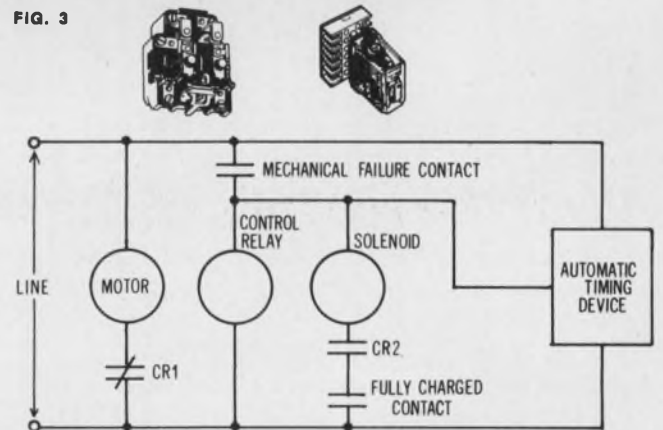 FIG. 3
MECHANICAL FAILURE CONTACT
CONTROL
RELAY
SOLENOID
LINE
MOTOR
AUTOMATIC
TIMING
DEVICE
CR1
CR2
FULLY CHARGED
CONTACT